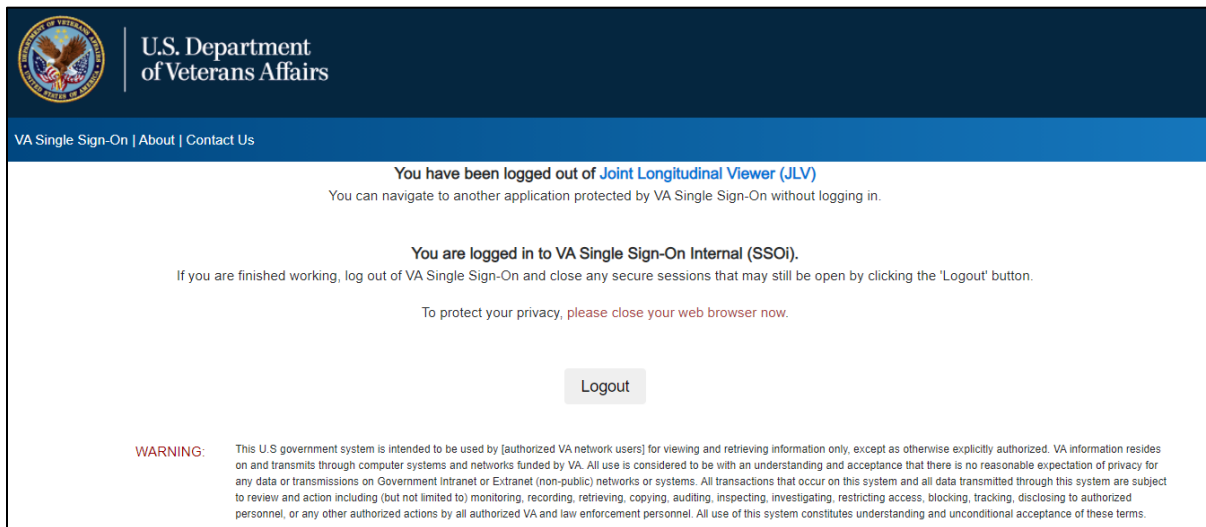 U.S. Department
of Veterans Affairs
VA Single Sign-On | About | Contact Us
You have been logged out of Joint Longitudinal Viewer (JLV)
You can navigate to another application protected by VA Single Sign-On without logging in.
You are logged in to VA Single Sign-On Internal (SSOi).
If you are finished working, log out of VA Single Sign-On and close any secure sessions that may still be open by clicking the 'Logout' button.
To protect your privacy, please close your web browser now.
Logout
WARNING: This U.S government system is intended to be used by [authorized VA network users] for viewing and retrieving information only, except as otherwise explicitly authorized. VA information resides
on and transmits through computer systems and networks funded by VA. All use is considered to be with an understanding and acceptance that there is no reasonable expectation of privacy for
any data or transmissions on Government Intranet or Extranet (non-public) networks or systems. All transactions that occur on this system and all data transmitted through this system are subject
to review and action including (but not limited to) monitoring, recording, retrieving, copying, auditing, inspecting, investigating, restricting access, blocking, tracking, disclosing to authorized
personnel, or any other authorized actions by all authorized VA and law enforcement personnel. All use of this system constitutes understanding and unconditional acceptance of these terms.